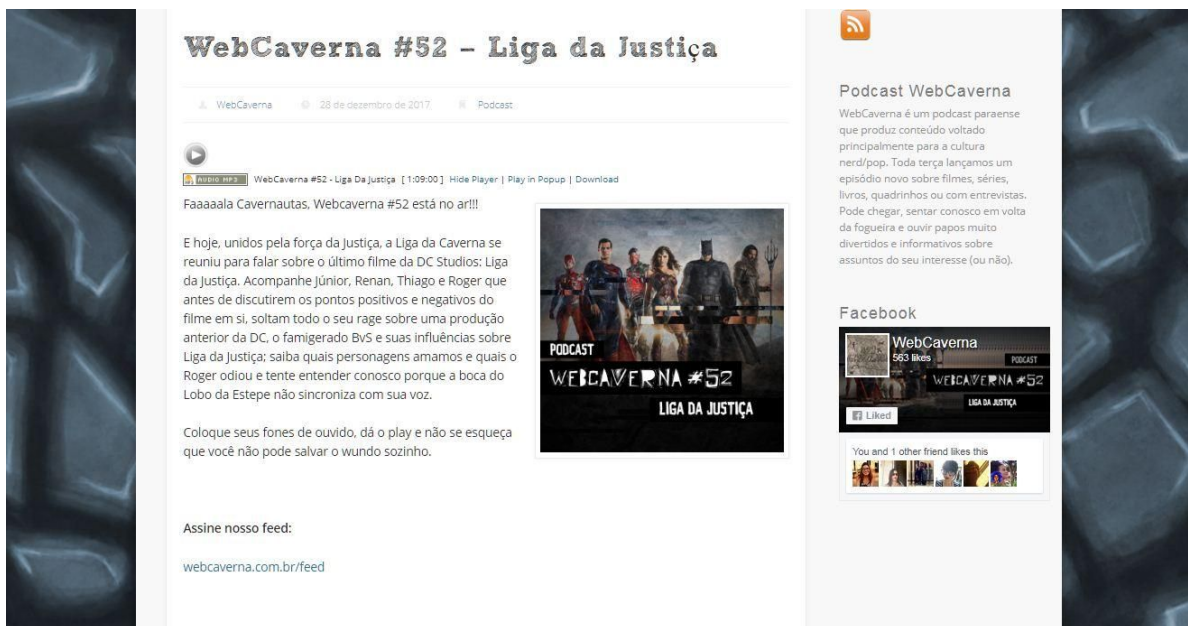 WebCaverna #52 – Liga da Justiça
WebCaverna 28 de dezembro de 2017 Podcast
AUDIO MP3 WebCaverna #52 - Liga Da Justiça [ 1:09:00 ] Hide Player | Play in Popup | Download
Faaaaala Cavernautas, Webcaverna #52 está no ar!!!
E hoje, unidos pela força da Justiça, a Liga da Caverna se
reuniu para falar sobre o último filme da DC Studios: Liga
da Justiça. Acompanhe Júnior, Renan, Thiago e Roger que
antes de discutirem os pontos positivos e negativos do
filme em si, soltam todo o seu rage sobre uma produção
anterior da DC, o famigerado BvS e suas influências sobre
Liga da Justiça; saiba quais personagens amamos e quais o
Roger odiou e tente entender conosco porque a boca do
Lobo da Estepe não sincroniza com sua voz.
Coloque seus fones de ouvido, dá o play e não se esqueça
que você não pode salvar o wundo sozinho.
PODCAST
WEBCAVERNA #52
LIGA DA JUSTIÇA
Assine nosso feed:
webcaverna.com.br/feed
Podcast WebCaverna
WebCaverna é um podcast paraense
que produz conteúdo voltado
principalmente para a cultura
nerd/pop. Toda terça lançamos um
episódio novo sobre filmes, séries,
livros, quadrinhos ou com entrevistas.
Pode chegar, sentar conosco em volta
da fogueira e ouvir papos muito
divertidos e informativos sobre
assuntos do seu interesse (ou não).
Facebook
WebCaverna
563 likes
PODCAST
WEBCAVERNA #52
LIGA DA JUSTIÇA
Liked
You and 1 other friend likes this